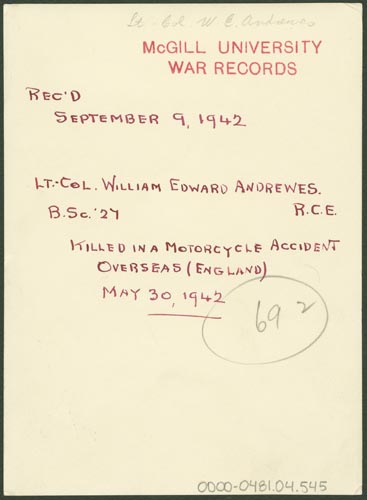 Lt-Col W. E. Andrewes
McGILL UNIVERSITY
WAR RECORDS
REC'D
SEPTEMBER 9, 1942
LT.-COL. WILLIAM EDWARD ANDREWES.
B.Sc. '27 R.C.E.
KILLED IN A MOTORCYCLE ACCIDENT
OVERSEAS (ENGLAND)
MAY 30, 1942
69 2
0000-0481.04.545